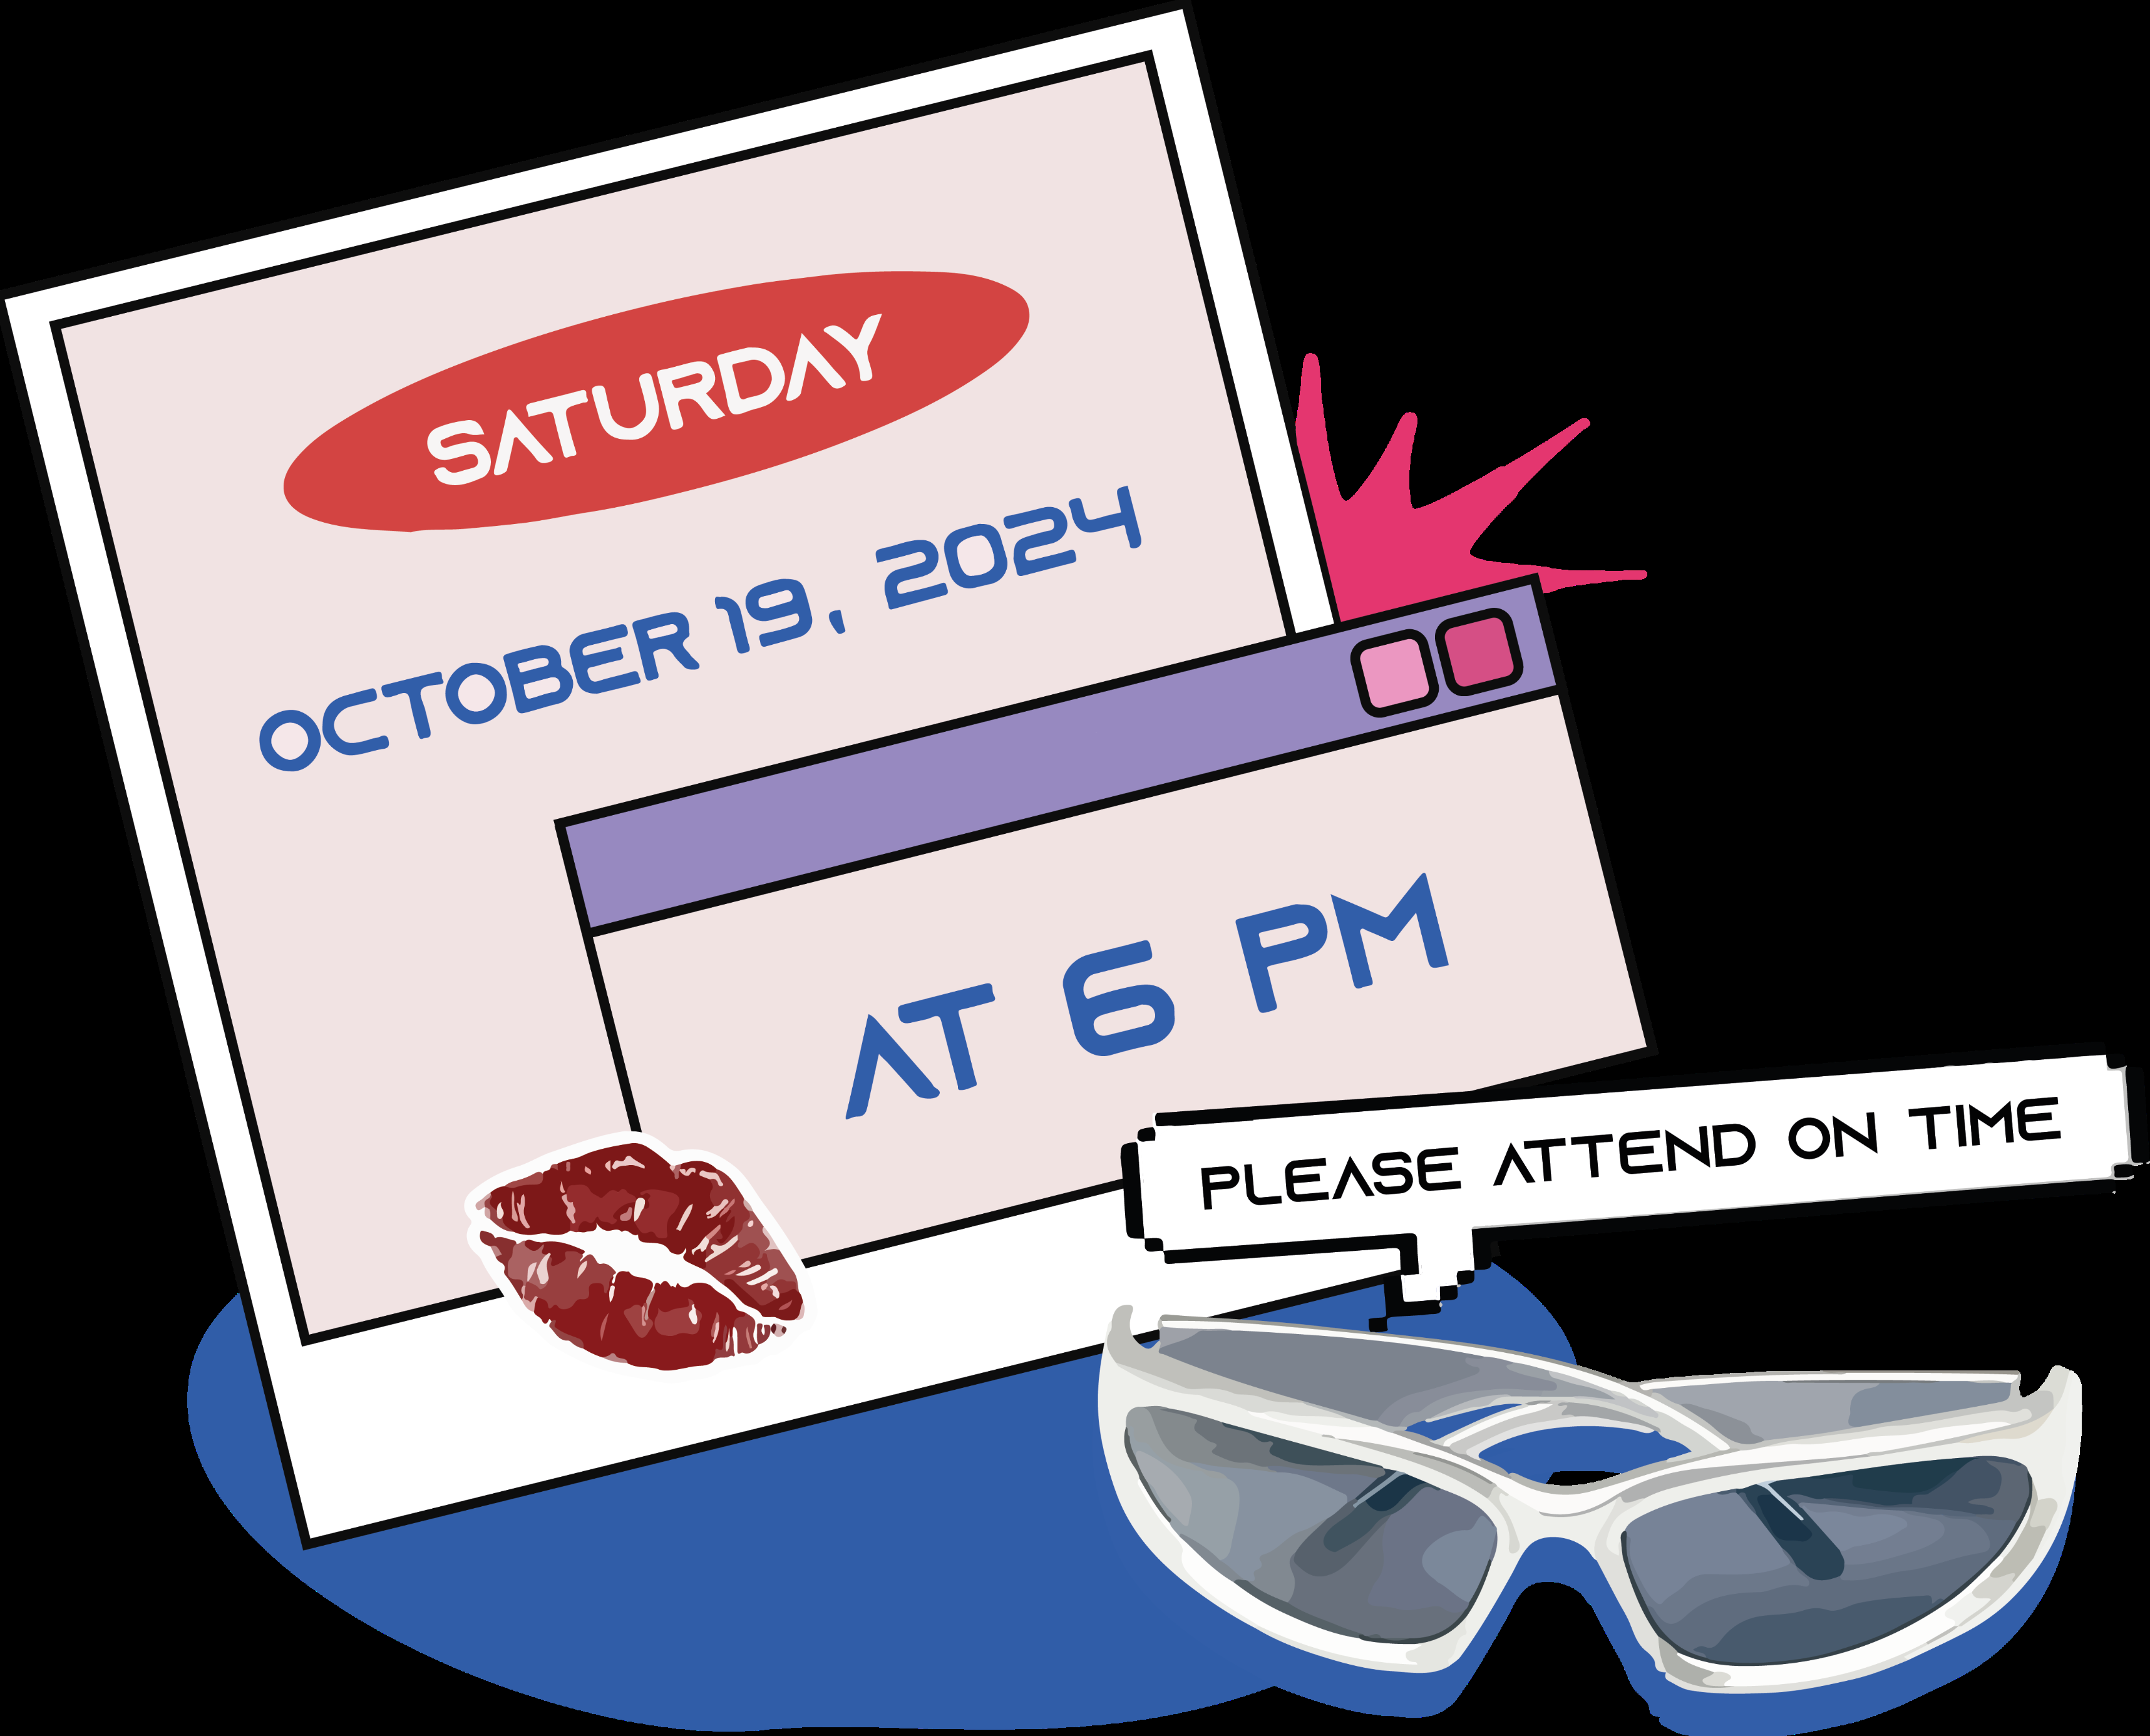 SATURDAY
OCTOBER 19, 2024
AT 6 PM
PLEASE ATTEND ON TIME